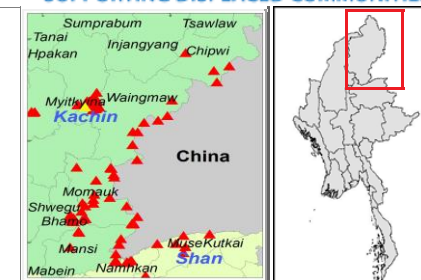 Sumprabum Tsawlaw
Tanai
Injangyang
Hpakan
Chipwi
Myitkyina Waingmaw
Kachin
China
Momauk
Shwegu
Bhamo
Mansi
MuseKutkai
Shan
Namhkan
Mabein